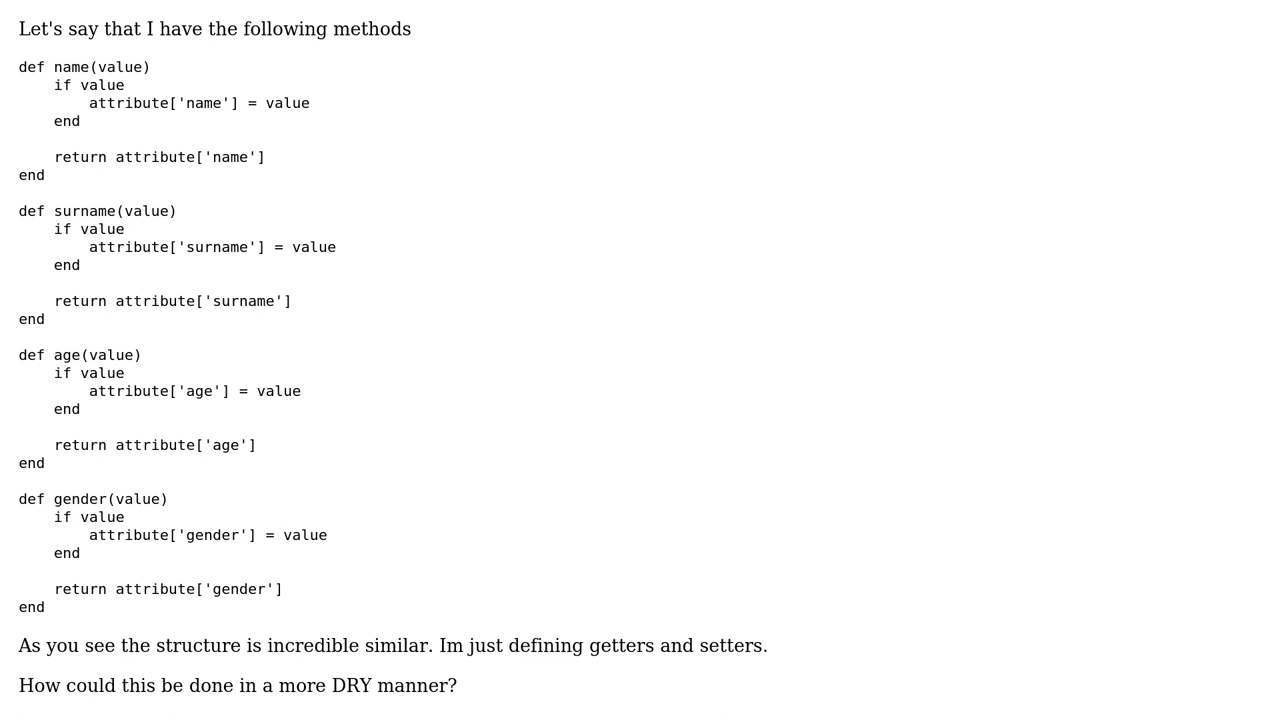 Let's say that I have the following methods
def name(value)
    if value
        attribute['name'] = value
    end

    return attribute['name']
end

def surname(value)
    if value
        attribute['surname'] = value
    end

    return attribute['surname']
end

def age(value)
    if value
        attribute['age'] = value
    end

    return attribute['age']
end

def gender(value)
    if value
        attribute['gender'] = value
    end

    return attribute['gender']
end
As you see the structure is incredible similar. Im just defining getters and setters.
How could this be done in a more DRY manner?